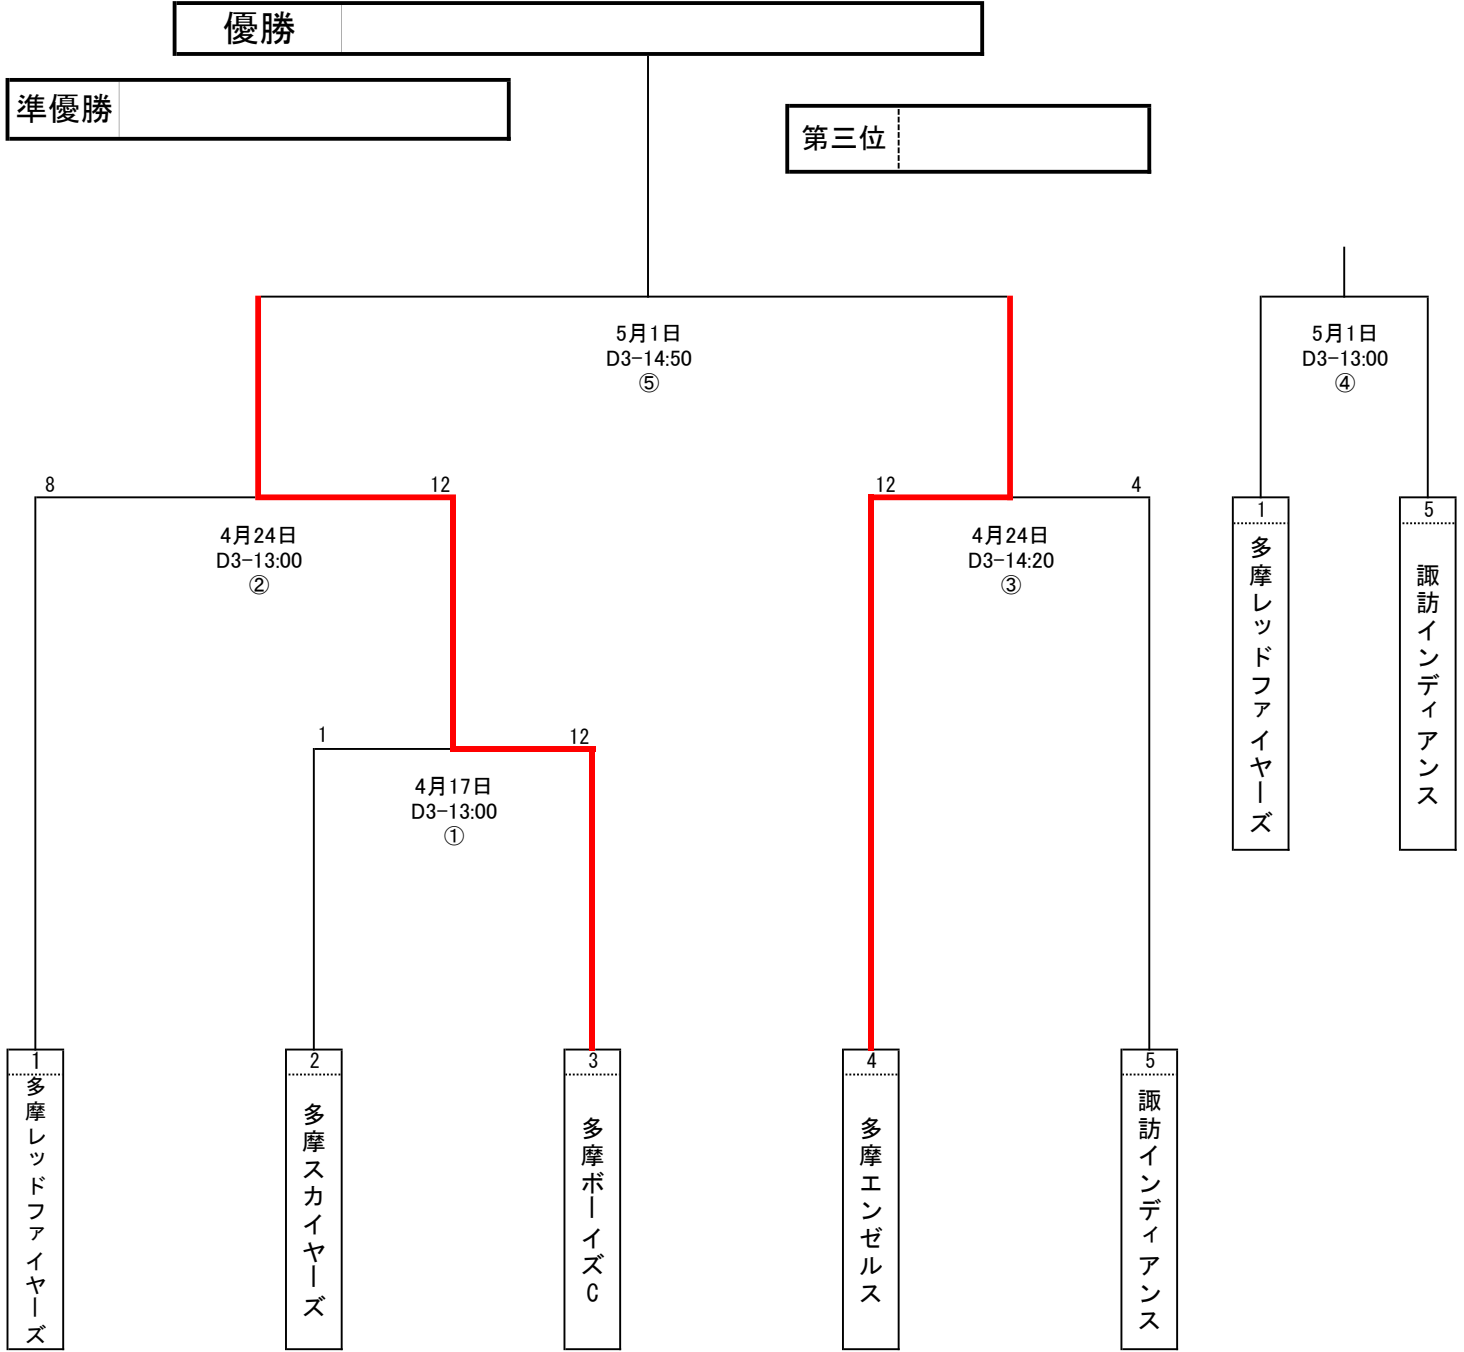 優勝
準優勝
第三位
5月1日
D3-14:50
⑤
5月1日
D3-13:00
④
8
12
12
4
4月24日
D3-13:00
②
4月24日
D3-14:20
③
1
多摩レッドファイヤーズ
5
諏訪インディアンス
1
12
4月17日
D3-13:00
①
1
多摩レッドファイヤーズ
2
多摩スカイヤーズ
3
多摩ボーイズC
4
多摩エンゼルス
5
諏訪インディアンス